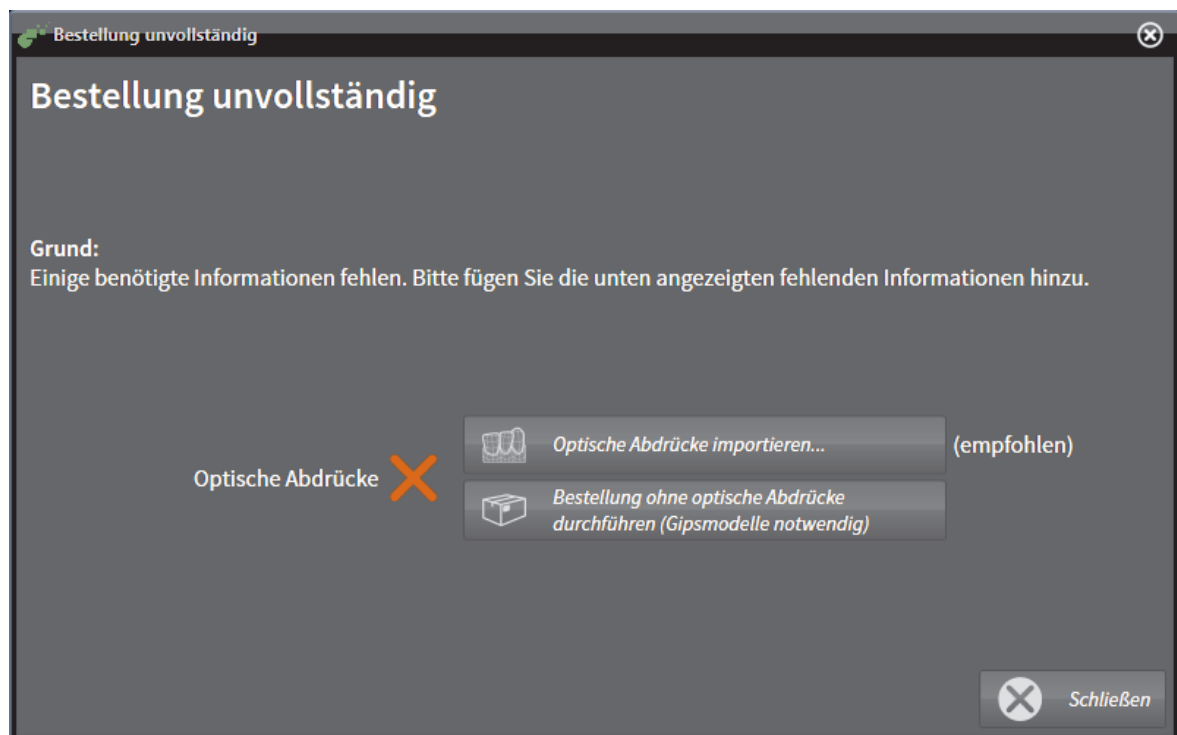 Bestellung unvollständig
Bestellung unvollständig
Grund:
Einige benötigte Informationen fehlen. Bitte fügen Sie die unten angezeigten fehlenden Informationen hinzu.
Optische Abdrücke
Optische Abdrücke importieren...
(empfohlen)
Bestellung ohne optische Abdrücke
durchführen (Gipsmodelle notwendig)
Schließen